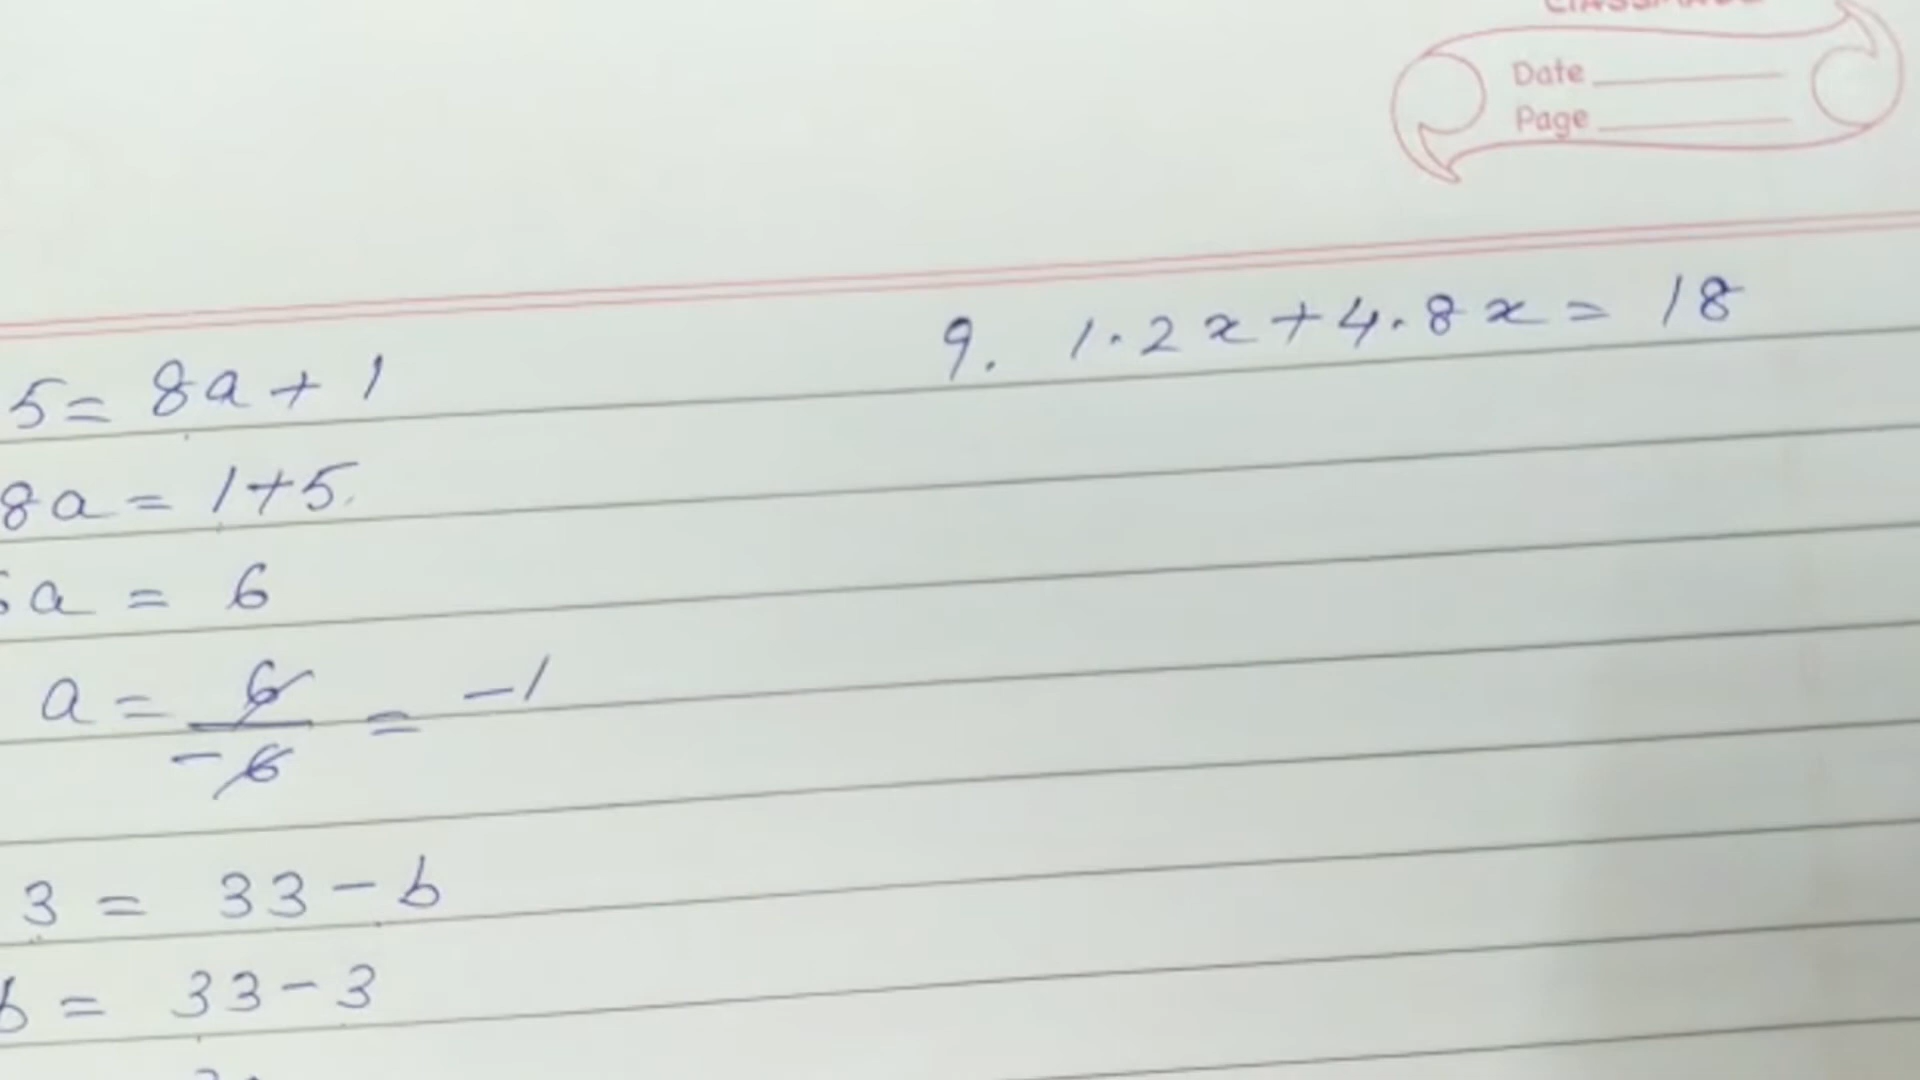 Date
Page
5 = 8a + 1
8a = 1+5
a = 6
a = 6/-6 = -1
3 = 33 - b
b = 33 - 3
9. 1.2x + 4.8x = 18